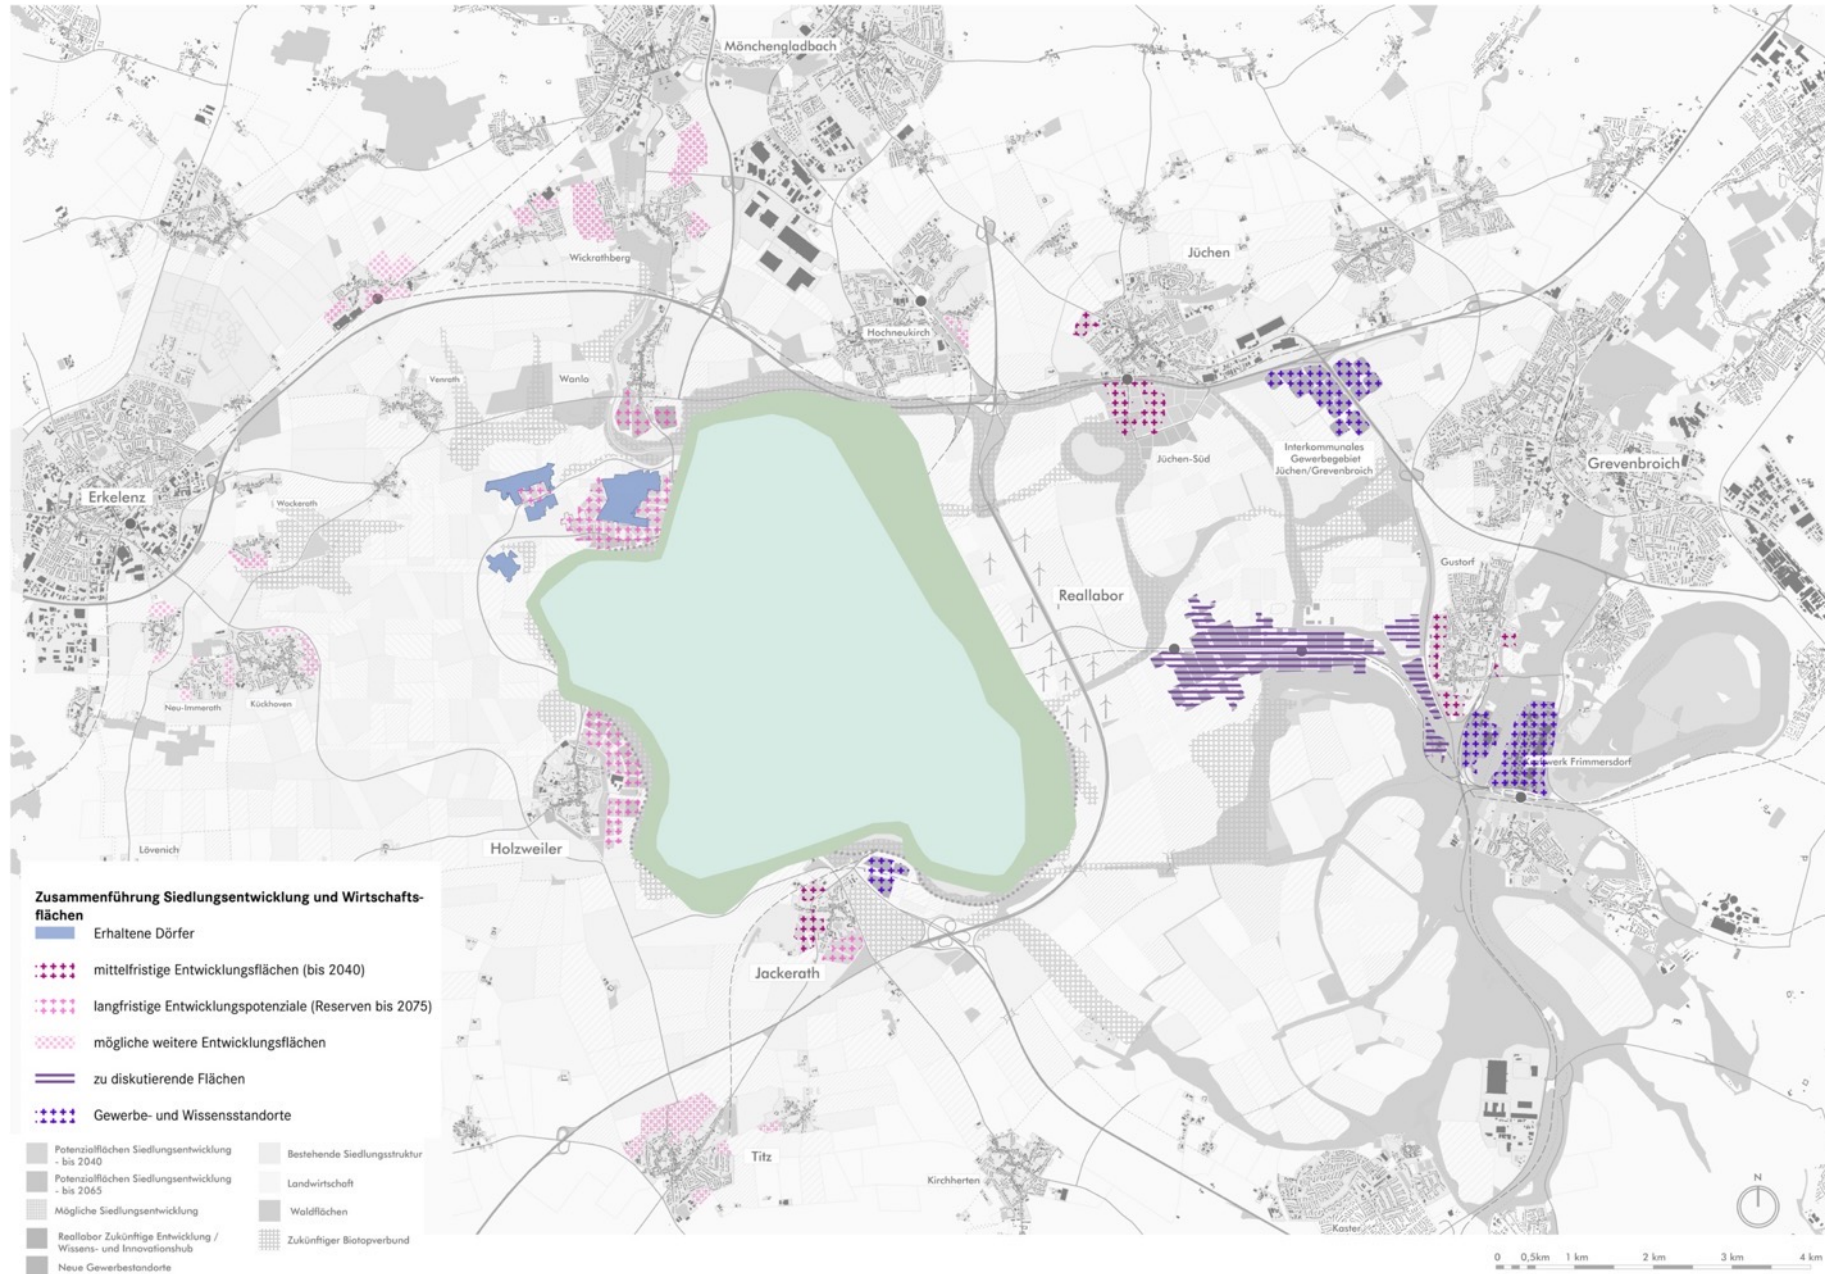 Mönchengladbach
Jüchen
Wickrathberg
Hochneukirch
Venrath
Wanlo
Jüchen-Süd
Interkommunales
Gewerbegebiet
Jüchen/Grevenbroich
Grevenbroich
Erkelenz
Wockerath
Gustorf
Reallabor
Neu-Immerath
Kückhoven
werk Frimmersdorf
Lövenich
Holzweiler
Jackerath
Titz
Kirchherten
Kaster
Zusammenführung Siedlungsentwicklung und Wirtschafts-
flächen
Erhaltene Dörfer
mittelfristige Entwicklungsflächen (bis 2040)
langfristige Entwicklungspotenziale (Reserven bis 2075)
mögliche weitere Entwicklungsflächen
zu diskutierende Flächen
Gewerbe- und Wissensstandorte
Potenzialflächen Siedlungsentwicklung
- bis 2040
Potenzialflächen Siedlungsentwicklung
- bis 2065
Mögliche Siedlungsentwicklung
Reallabor Zukünftige Entwicklung /
Wissens- und Innovationshub
Neue Gewerbestandorte
Bestehende Siedlungsstruktur
Landwirtschaft
Waldflächen
Zukünftiger Biotopverbund
N
0 0,5km 1 km 2 km 3 km 4 km